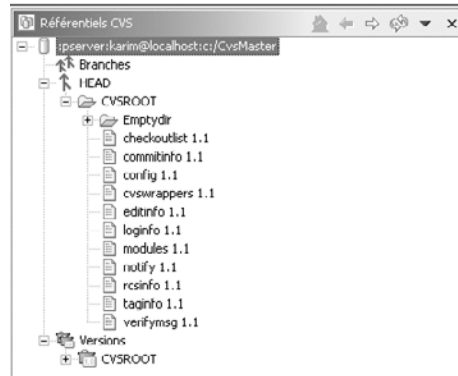 Référentiels CVS
:pserver:karim@localhost:c:/CvsMaster
Branches
HEAD
CVSROOT
Emptydir
checkoutlist 1.1
commitinfo 1.1
config 1.1
cvswrappers 1.1
editinfo 1.1
loginfo 1.1
modules 1.1
notify 1.1
rcsinfo 1.1
taginfo 1.1
verifymsg 1.1
Versions
CVSROOT